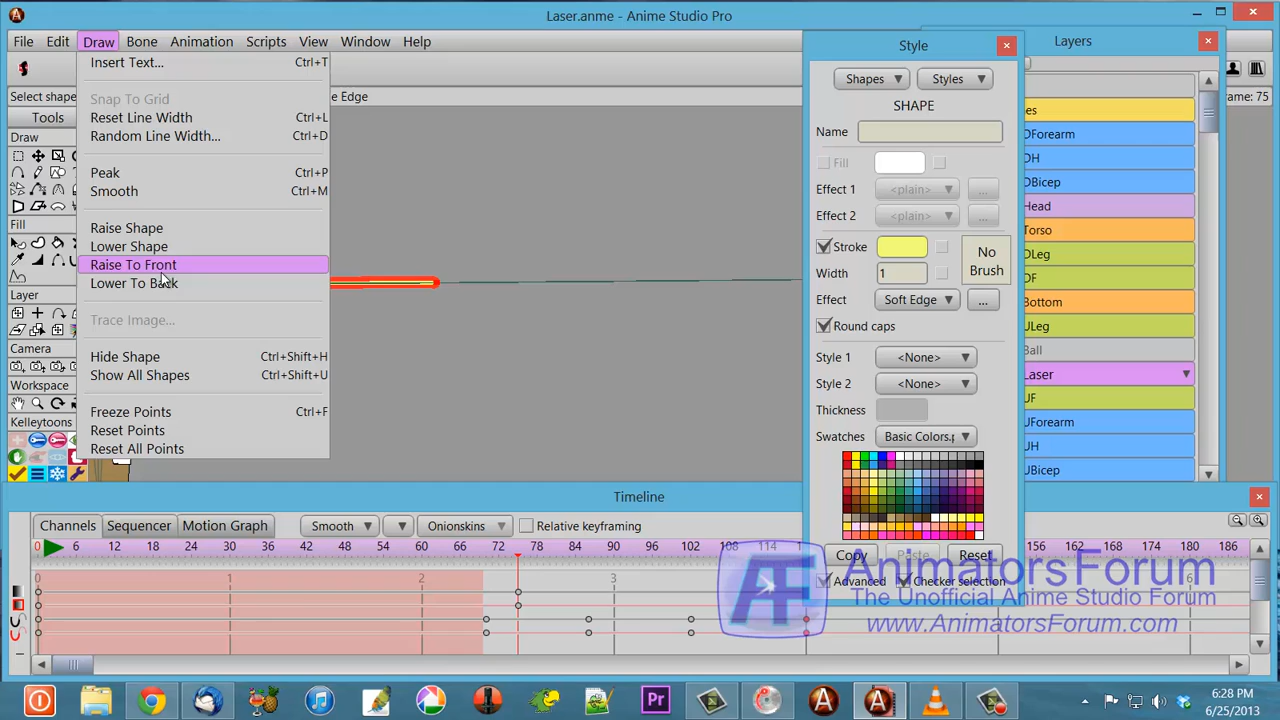 Laser.anme - Anime Studio Pro
File Edit Draw Bone Animation Scripts View Window Help
Select shape
e Edge
Frame: 75
Tools
Draw
Fill
Layer
Camera
Workspace
Kelleytoons
Insert Text... Ctrl+T
Snap To Grid
Reset Line Width Ctrl+L
Random Line Width... Ctrl+D
Peak Ctrl+P
Smooth Ctrl+M
Raise Shape
Lower Shape
Raise To Front
Lower To Back
Trace Image...
Hide Shape Ctrl+Shift+H
Show All Shapes Ctrl+Shift+U
Freeze Points Ctrl+F
Reset Points
Reset All Points
Style
Shapes Styles
SHAPE
Name
Fill
Effect 1 <plain> ...
Effect 2 <plain> ...
Stroke
No Brush
Width 1
Effect Soft Edge ...
Round caps
Style 1 <None>
Style 2 <None>
Thickness
Swatches Basic Colors.p
Copy Paste Reset
Advanced Checker selection
Layers
es
DForearm
DH
DBicep
Head
Torso
DLeg
DF
Bottom
ULeg
Ball
Laser
UF
UForearm
UH
UBicep
Timeline
Channels Sequencer Motion Graph Smooth Onionskins Relative keyframing
0 6 12 18 24 30 36 42 48 54 60 66 72 78 84 90 96 102 108 114 156 162 168 174 180 186
0 1 2 3 6
AF
AnimatorsForum
The Unofficial Anime Studio Forum
www.AnimatorsForum.com
Pr
6:28 PM
6/25/2013